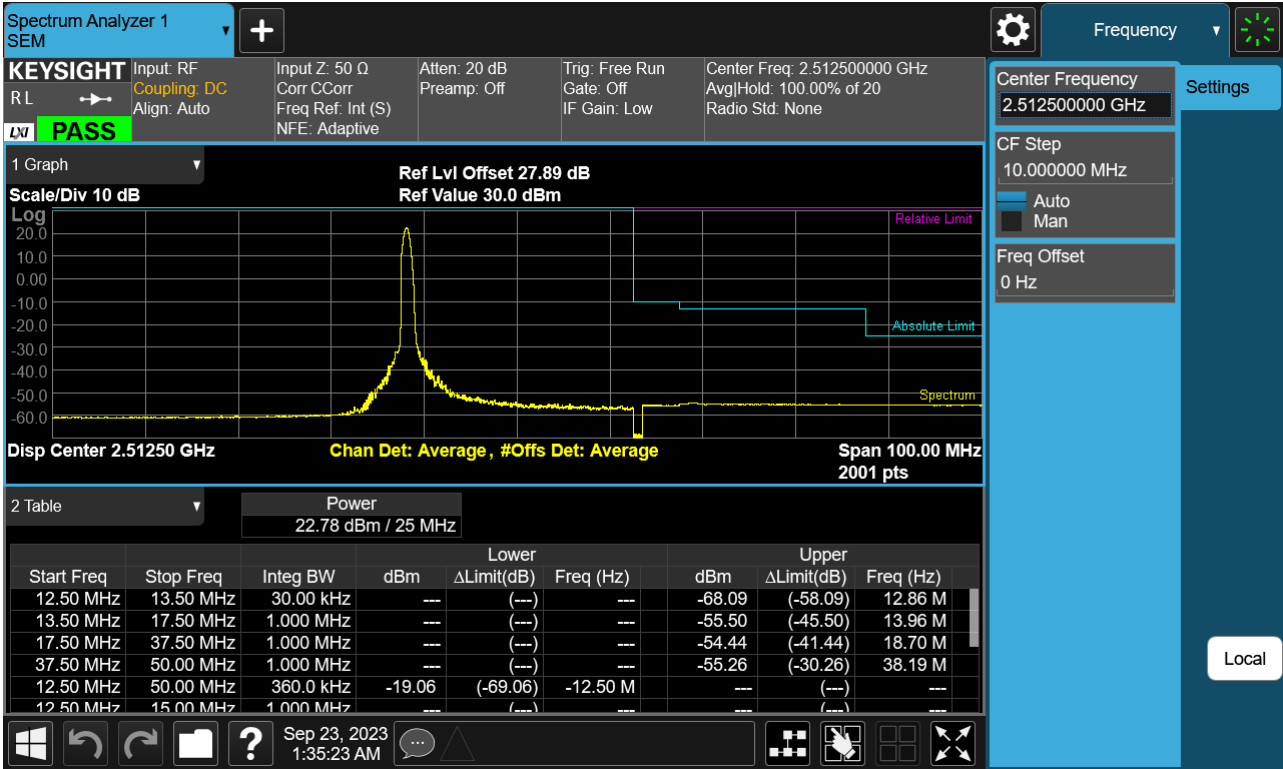 Spectrum Analyzer 1
SEM
Frequency
KEYSIGHT
R L
LXI
PASS
Input: RF
Coupling: DC
Align: Auto
Input Z: 50 Ω
Corr CCorr
Freq Ref: Int (S)
NFE: Adaptive
Atten: 20 dB
Preamp: Off
Trig: Free Run
Gate: Off
IF Gain: Low
Center Freq: 2.512500000 GHz
Avg|Hold: 100.00% of 20
Radio Std: None
Center Frequency
2.512500000 GHz
Settings
CF Step
10.000000 MHz
Auto
Man
Freq Offset
0 Hz
1 Graph
Scale/Div 10 dB
Ref Lvl Offset 27.89 dB
Ref Value 30.0 dBm
Log
20.0
10.0
0.00
-10.0
-20.0
-30.0
-40.0
-50.0
-60.0
Relative Limit
Absolute Limit
Spectrum
Disp Center 2.51250 GHz
Chan Det: Average , #Offs Det: Average
Span 100.00 MHz
2001 pts
2 Table
Power
22.78 dBm / 25 MHz
Lower Upper
Start Freq Stop Freq Integ BW dBm ΔLimit(dB) Freq (Hz) dBm ΔLimit(dB) Freq (Hz)
12.50 MHz 13.50 MHz 30.00 kHz --- (---) --- -68.09 (-58.09) 12.86 M
13.50 MHz 17.50 MHz 1.000 MHz --- (---) --- -55.50 (-45.50) 13.96 M
17.50 MHz 37.50 MHz 1.000 MHz --- (---) --- -54.44 (-41.44) 18.70 M
37.50 MHz 50.00 MHz 1.000 MHz --- (---) --- -55.26 (-30.26) 38.19 M
12.50 MHz 50.00 MHz 360.0 kHz -19.06 (-69.06) -12.50 M --- (---) ---
12.50 MHz 15.00 MHz 1.000 MHz --- (---) --- --- (---) ---
Local
?
Sep 23, 2023
1:35:23 AM